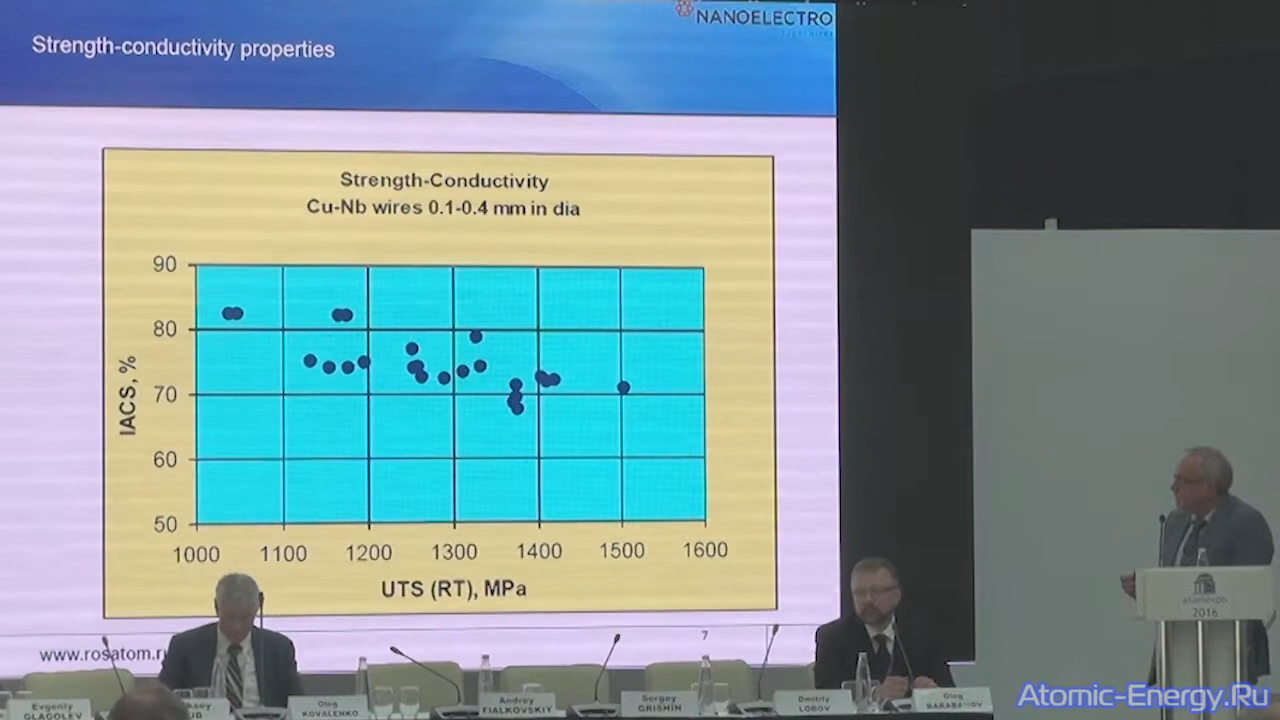 NANOELECTRO
Strength-conductivity properties
Strength-Conductivity
Cu-Nb wires 0.1-0.4 mm in dia
90
80
70
60
50
IACS, %
1000 1100 1200 1300 1400 1500 1600
UTS (RT), MPa
7
www.rosatom.r
2016
Evgeniy
GLAGOLEV
Oleg
KOVALENKO
Andrey
FIALKOVSKIT
Sergey
GRISHIN
Dmitriy
LOBOV
Oleg
BARABANOV
Atomic-Energy.Ru